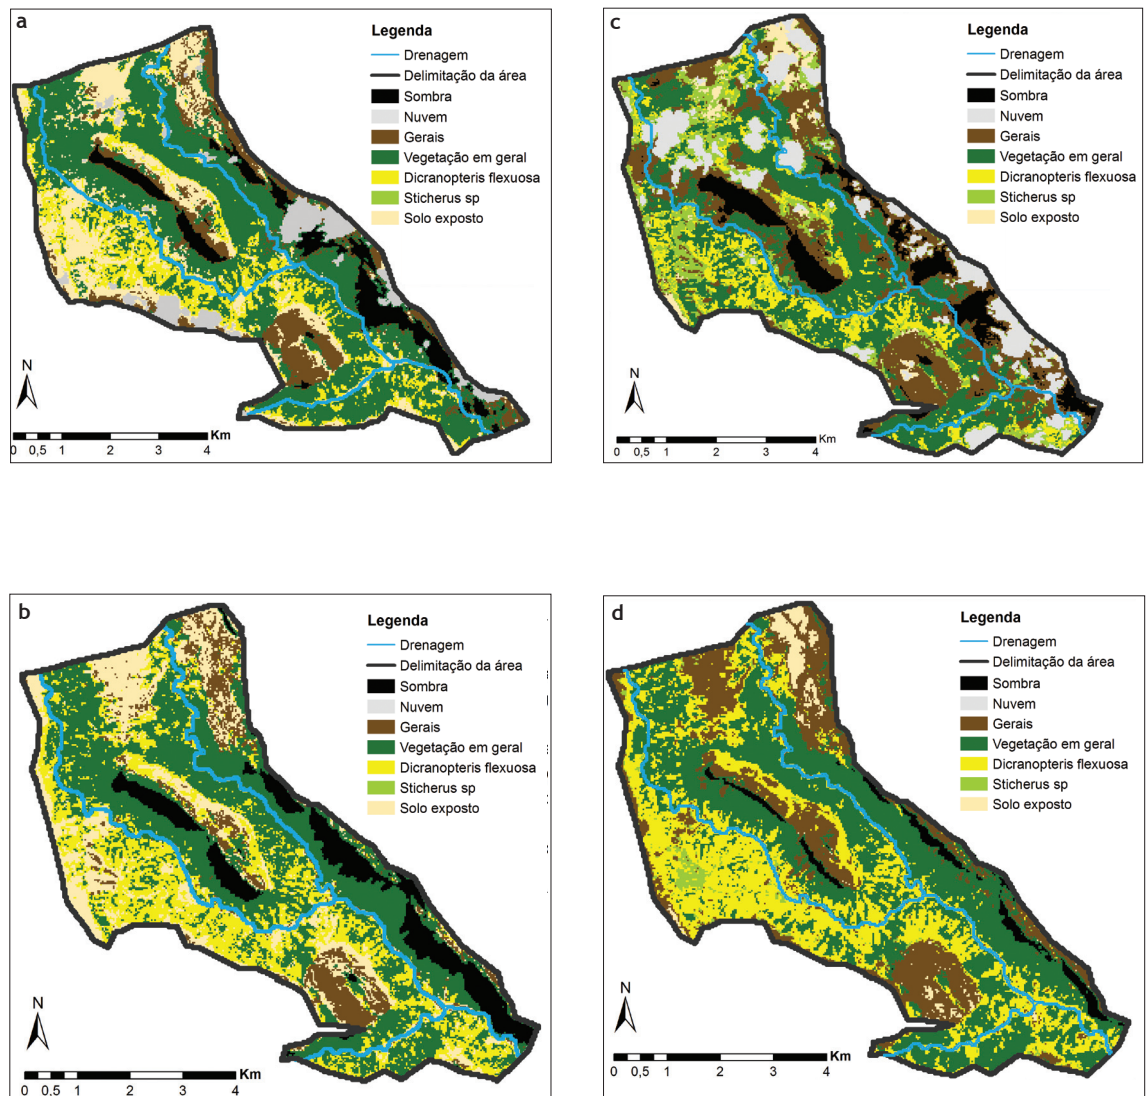 a
Legenda
Drenagem
Delimitação da área
Sombra
Nuvem
Gerais
Vegetação em geral
Dicranopteris flexuosa
Sticherus sp
Solo exposto
N
Km
0 0,5 1 2 3 4
c
Legenda
Drenagem
Delimitação da área
Sombra
Nuvem
Gerais
Vegetação em geral
Dicranopteris flexuosa
Sticherus sp
Solo exposto
N
Km
0 0,5 1 2 3 4
b
Legenda
Drenagem
Delimitação da área
Sombra
Nuvem
Gerais
Vegetação em geral
Dicranopteris flexuosa
Sticherus sp
Solo exposto
N
Km
0 0,5 1 2 3 4
d
Legenda
Drenagem
Delimitação da área
Sombra
Nuvem
Gerais
Vegetação em geral
Dicranopteris flexuosa
Sticherus sp
Solo exposto
N
Km
0 0,5 1 2 3 4